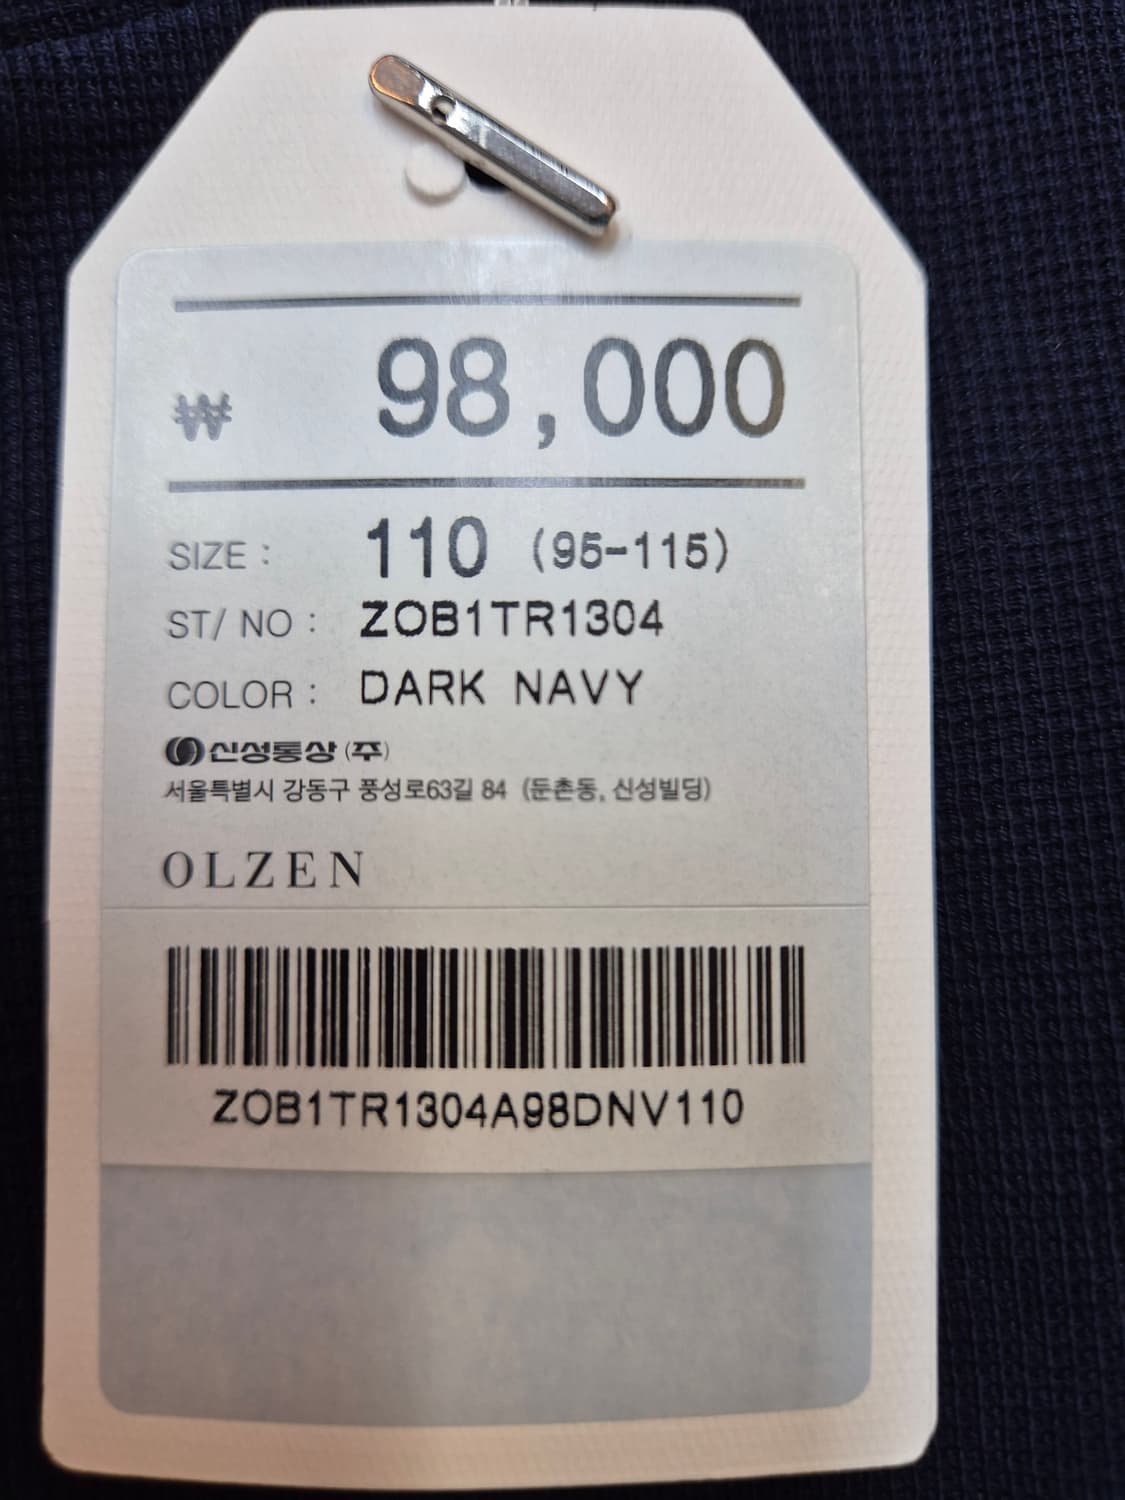 ₩ 98,000
SIZE : 110 (95-115)
ST/ NO : ZOB1TR1304
COLOR : DARK NAVY
신성통상 (주)
서울특별시 강동구 풍성로63길 84 (둔촌동, 신성빌딩)
OLZEN
ZOB1TR1304A98DNV110